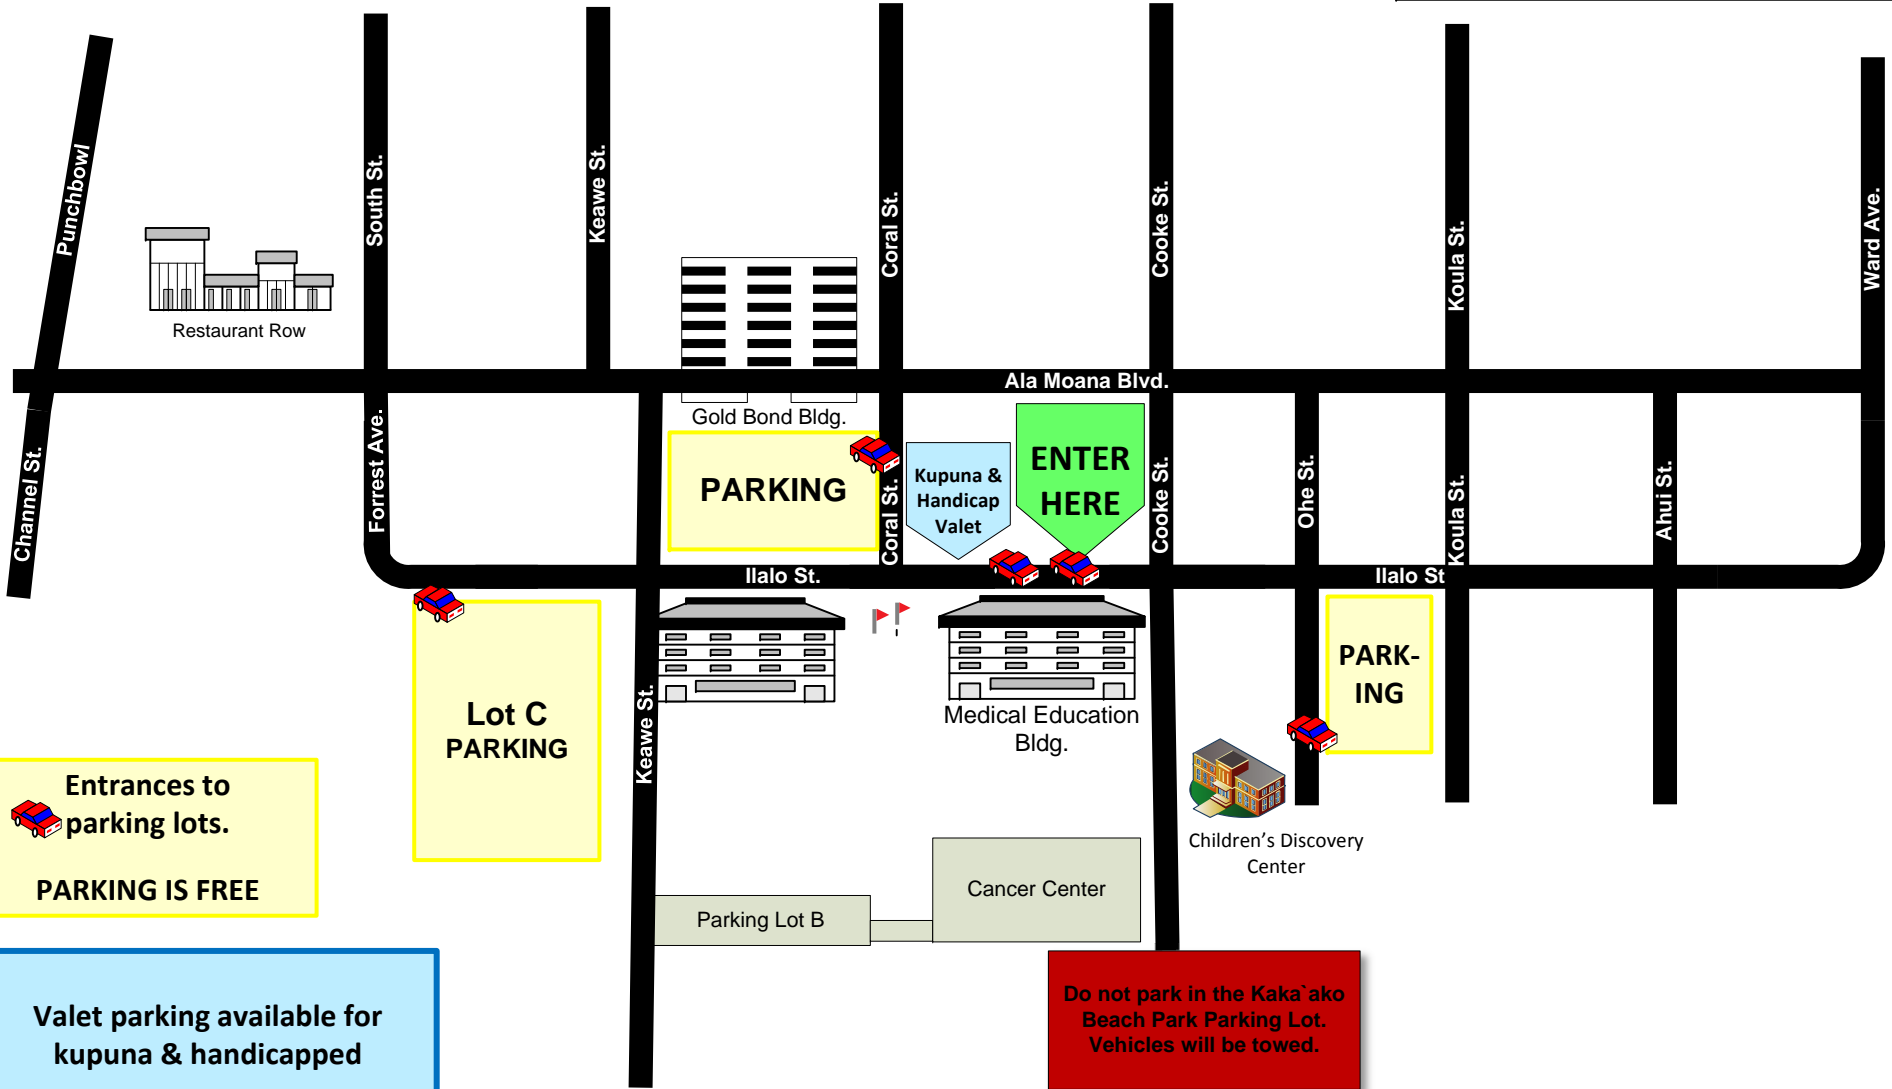 Punchbowl
South St.
Keawe St.
Coral St.
Cooke St.
Koula St.
Ward Ave.
Restaurant Row
Ala Moana Blvd.
Gold Bond Bldg.
Channel St.
Forrest Ave.
PARKING
Coral St.
Kupuna &
Handicap
Valet
ENTER
HERE
Cooke St.
Ohe St.
Koula St.
Ahui St.
Ilalo St.
Ilalo St
Lot C
PARKING
Keawe St.
Medical Education
Bldg.
PARK-
ING
Children’s Discovery
Center
Entrances to
parking lots.
PARKING IS FREE
Cancer Center
Parking Lot B
Valet parking available for
kupuna & handicapped
Do not park in the Kaka`ako
Beach Park Parking Lot.
Vehicles will be towed.